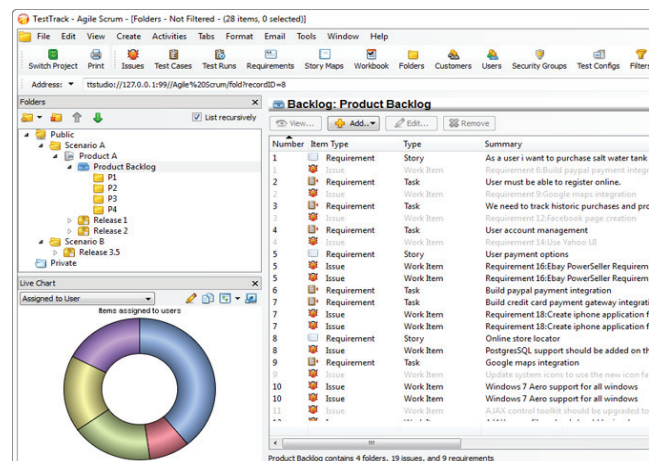 TestTrack - Agile Scrum - [Folders - Not Filtered - (28 items, 0 selected)]
File Edit View Create Activities Tabs Format Email Tools Window Help
Switch Project Print Issues Test Cases Test Runs Requirements Story Maps Workbook Folders Customers Users Security Groups Test Configs Filters
Address: ttstudio://127.0.0.1:99//Agile%20Scrum/fold?recordID=8
Folders
List recursively
Public
Scenario A
Product A
Product Backlog
P1
P2
P3
P4
Release 1
Release 2
Scenario B
Release 3.5
Private
Live Chart
Assigned to User
Items assigned to users
Backlog: Product Backlog
View... Add.. Edit... Remove
Number Item Type Type Summary
1 Requirement Story As a user i want to purchase salt water tank
1 Issue Work Item Requirement 6:Build paypal payment integ
2 Requirement Task User must be able to register online.
2 Issue Work Item Requirement 9:Google maps integration
3 Requirement Task We need to track historic purchases and pro
3 Issue Work Item Requirement 12:Facebook page creation
4 Requirement Task User account management
4 Issue Work Item Requirement 14:Use Yahoo UI
5 Requirement Story User payment options
5 Issue Work Item Requirement 16:Ebay PowerSeller Requirem
5 Issue Work Item Requirement 16:Ebay PowerSeller Requirem
6 Requirement Task Build paypal payment integration
7 Requirement Task Build credit card payment gateway integrati
7 Issue Work Item Requirement 18:Create iphone application f
7 Issue Work Item Requirement 18:Create iphone application f
8 Requirement Story Online store locator
8 Issue Work Item PostgresSQL support should be added on th
9 Requirement Task Google maps integration
9 Issue Work Item Update system icons to use the new icon fa
10 Issue Work Item Windows 7 Aero support for all windows
10 Issue Work Item Windows 7 Aero support for all windows
11 Issue Work Item AJAX control toolkit should be upgraded to
Product Backlog contains 4 folders, 19 issues, and 9 requirements